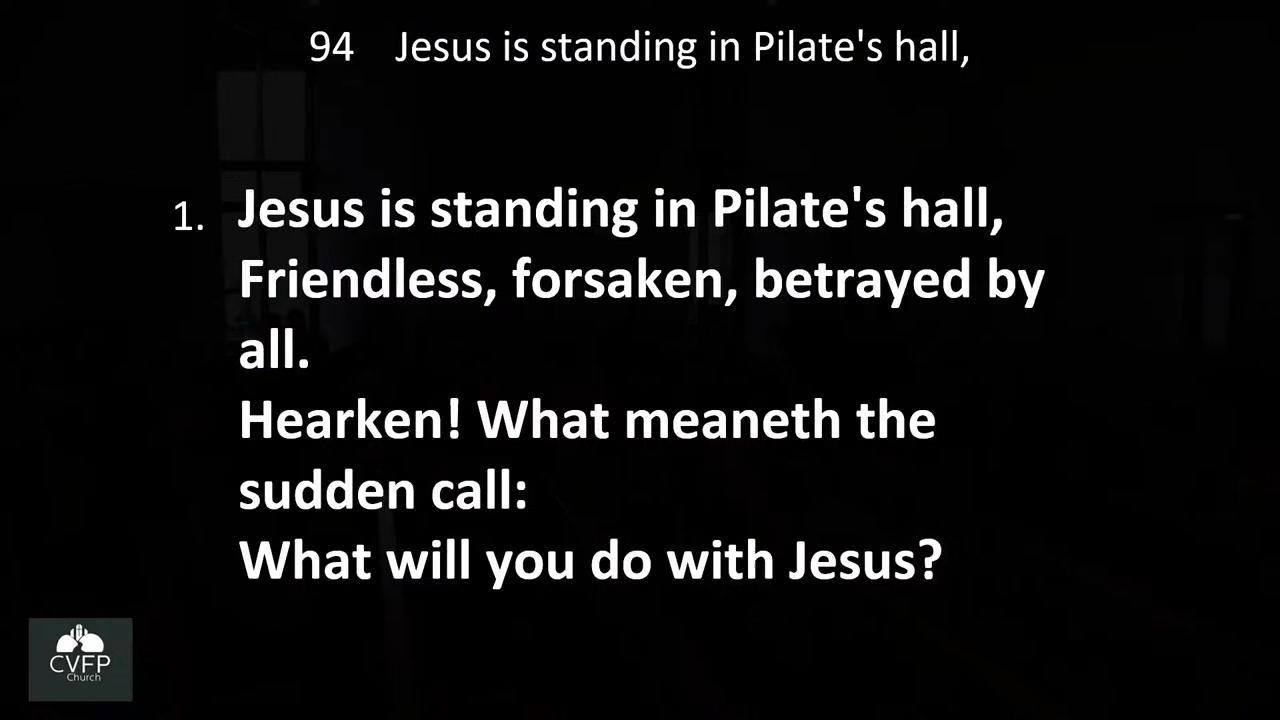 94 Jesus is standing in Pilate's hall,
1. Jesus is standing in Pilate's hall,
Friendless, forsaken, betrayed by
all.
Hearken! What meaneth the
sudden call:
What will you do with Jesus?
CVFP
Church